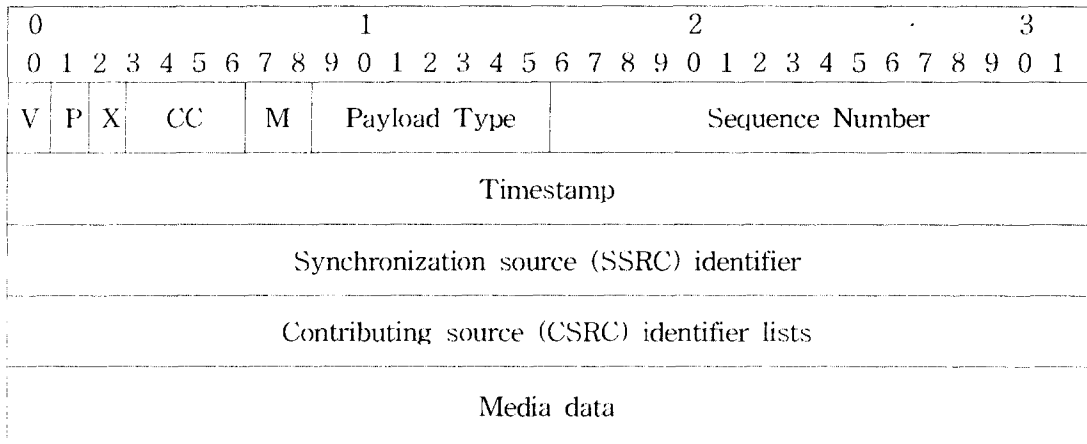 0 1 2 3
0 1 2 3 4 5 6 7 8 9 0 1 2 3 4 5 6 7 8 9 0 1 2 3 4 5 6 7 8 9 0 1
V P X CC M Payload Type Sequence Number
Timestamp
Synchronization source (SSRC) identifier
Contributing source (CSRC) identifier lists
Media data